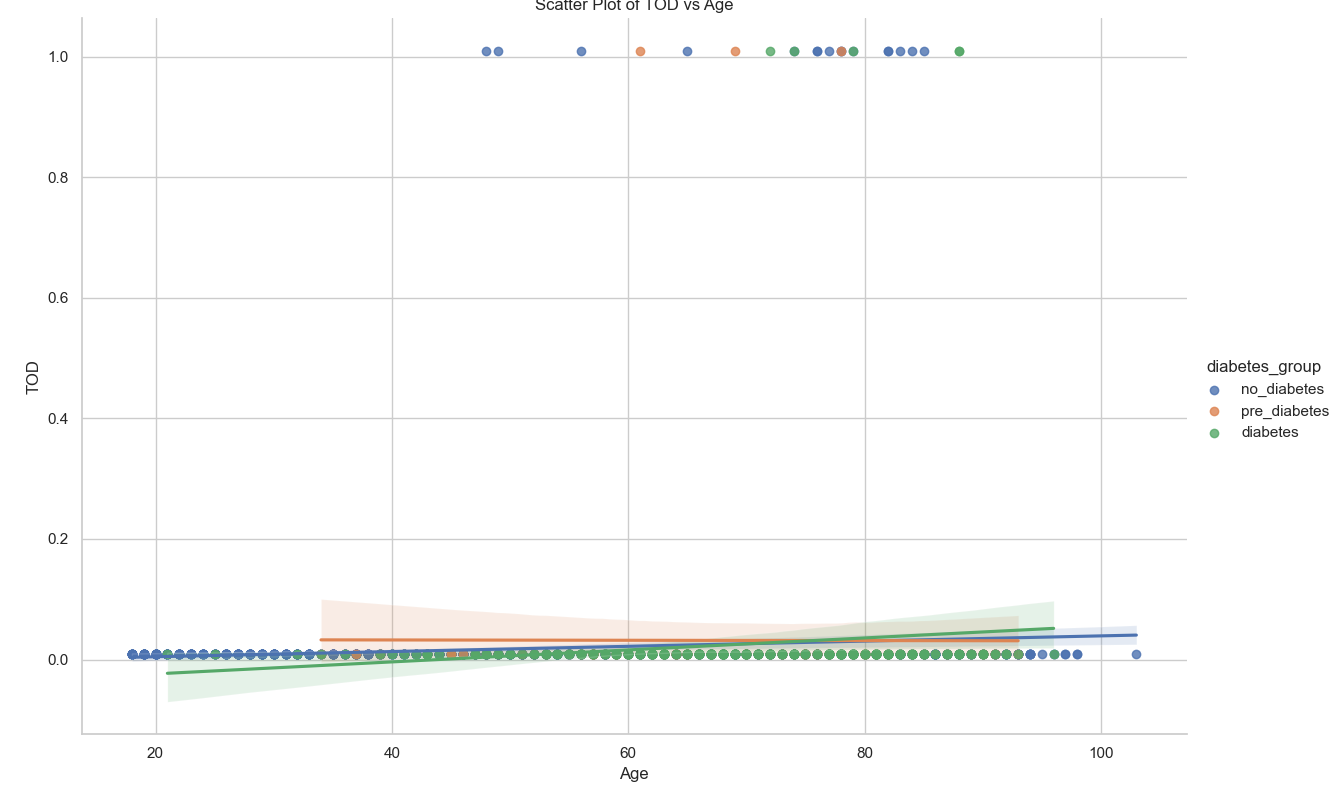 Scatter Plot of TOD vs Age
1.0
0.8
0.6
0.4
0.2
0.0
TOD
20 40 60 80 100
Age
diabetes_group
no_diabetes
pre_diabetes
diabetes